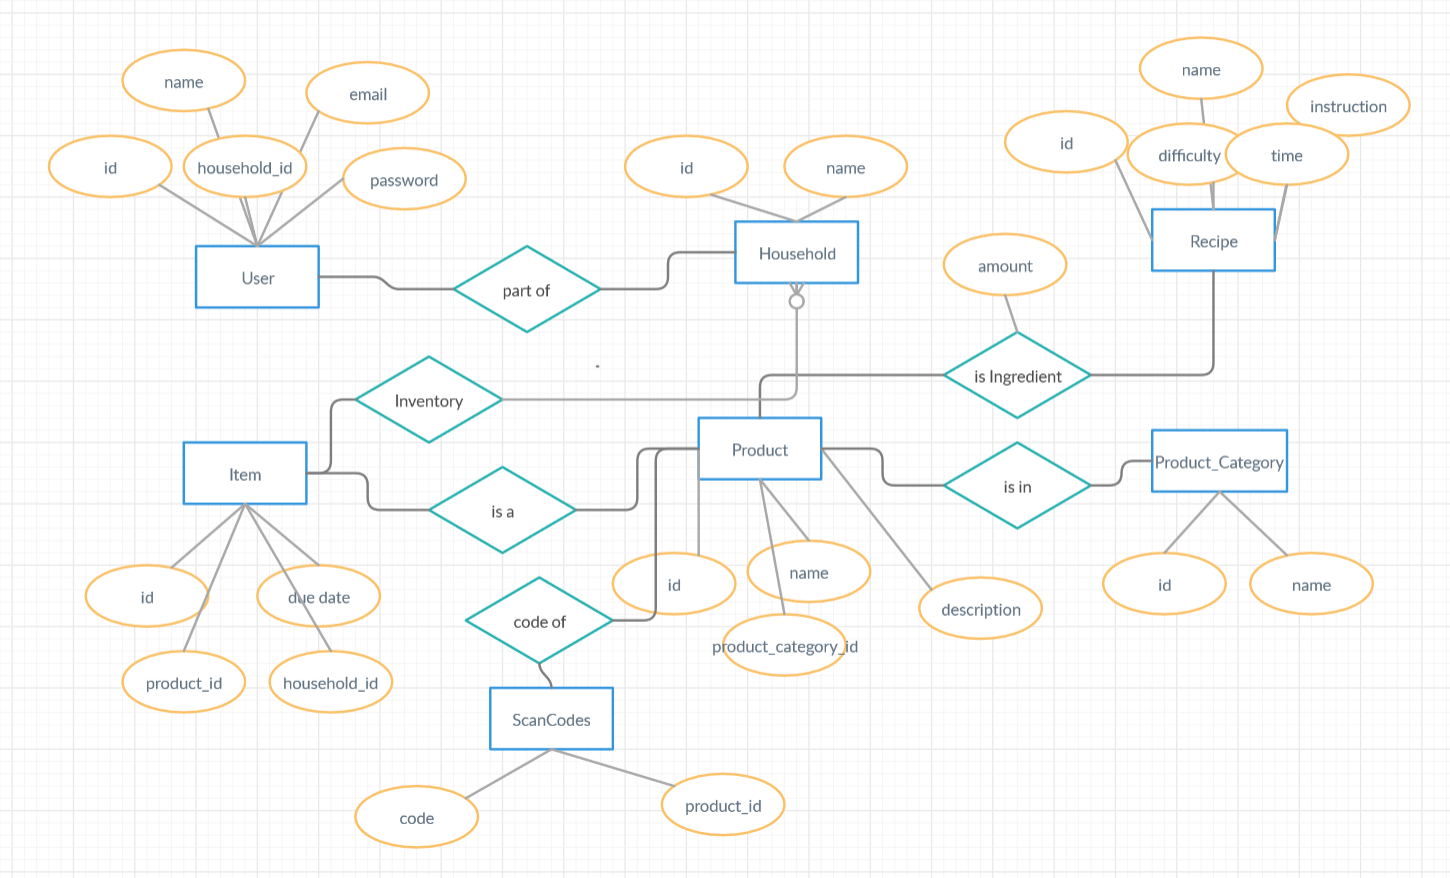 name
email
name
instruction
id
household_id
password
id
name
id
difficulty
time
User
part of
Household
Recipe
amount
Inventory
is Ingredient
Item
is a
Product
is in
Product_Category
id
due date
code of
id
name
description
id
name
product_category_id
product_id
household_id
ScanCodes
code
product_id